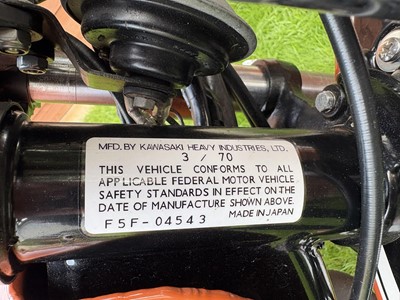 MFD. BY KAWASAKI HEAVY INDUSTRIES, LTD.
3 / 70
THIS VEHICLE CONFORMS TO ALL
APPLICABLE FEDERAL MOTOR VEHICLE
SAFETY STANDARDS IN EFFECT ON THE
DATE OF MANUFACTURE SHOWN ABOVE.
F5F-04543 MADE IN JAPAN